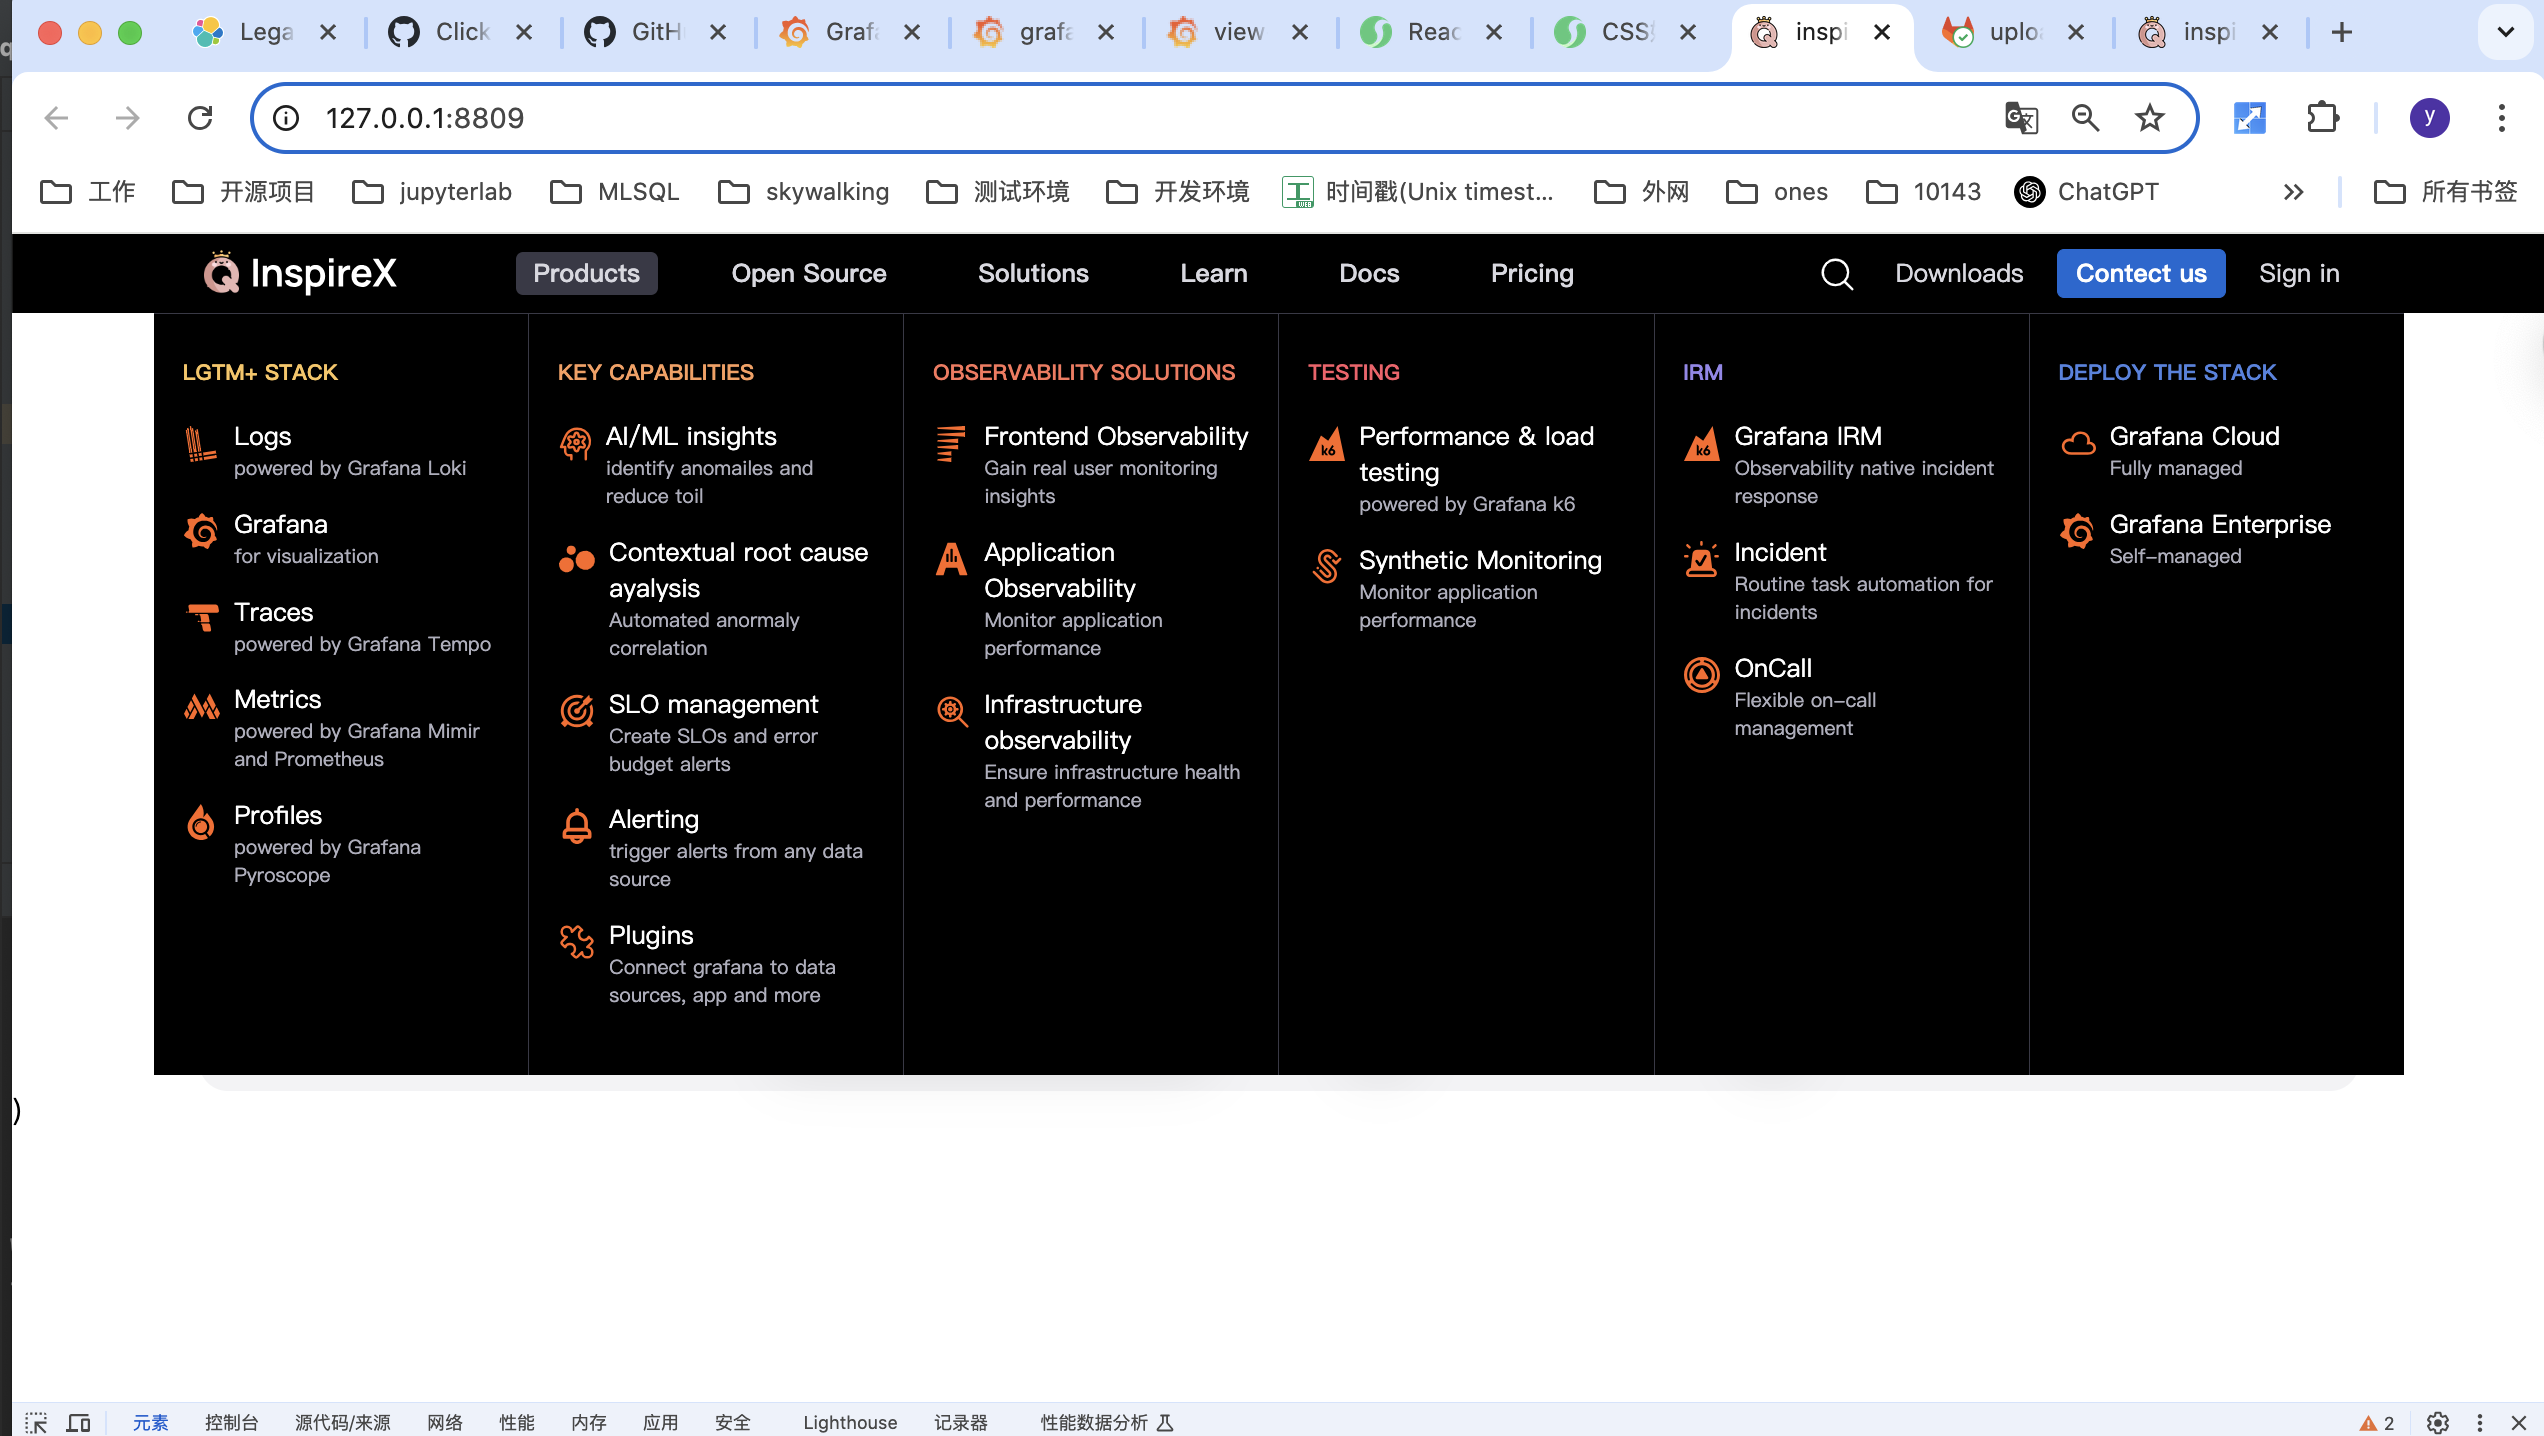 Lega
Click
GitH
Grafa
grafa
view
Reac
CSS
inspi
uploa
inspi
127.0.0.1:8809
y
工作
开源项目
jupyterlab
MLSQL
skywalking
测试环境
开发环境
时间戳(Unix timest...
外网
ones
10143
ChatGPT
所有书签
InspireX
Products
Open Source
Solutions
Learn
Docs
Pricing
Downloads
Contect us
Sign in
LGTM+ STACK
Logs
powered by Grafana Loki
Grafana
for visualization
Traces
powered by Grafana Tempo
Metrics
powered by Grafana Mimir
and Prometheus
Profiles
powered by Grafana
Pyroscope
KEY CAPABILITIES
AI/ML insights
identify anomailes and
reduce toil
Contextual root cause
ayalysis
Automated anormaly
correlation
SLO management
Create SLOs and error
budget alerts
Alerting
trigger alerts from any data
source
Plugins
Connect grafana to data
sources, app and more
OBSERVABILITY SOLUTIONS
Frontend Observability
Gain real user monitoring
insights
Application
Observability
Monitor application
performance
Infrastructure
observability
Ensure infrastructure health
and performance
TESTING
k6
Performance & load
testing
powered by Grafana k6
Synthetic Monitoring
Monitor application
performance
IRM
k6
Grafana IRM
Observability native incident
response
Incident
Routine task automation for
incidents
OnCall
Flexible on-call
management
DEPLOY THE STACK
Grafana Cloud
Fully managed
Grafana Enterprise
Self-managed
)
元素
控制台
源代码/来源
网络
性能
内存
应用
安全
Lighthouse
记录器
性能数据分析
2